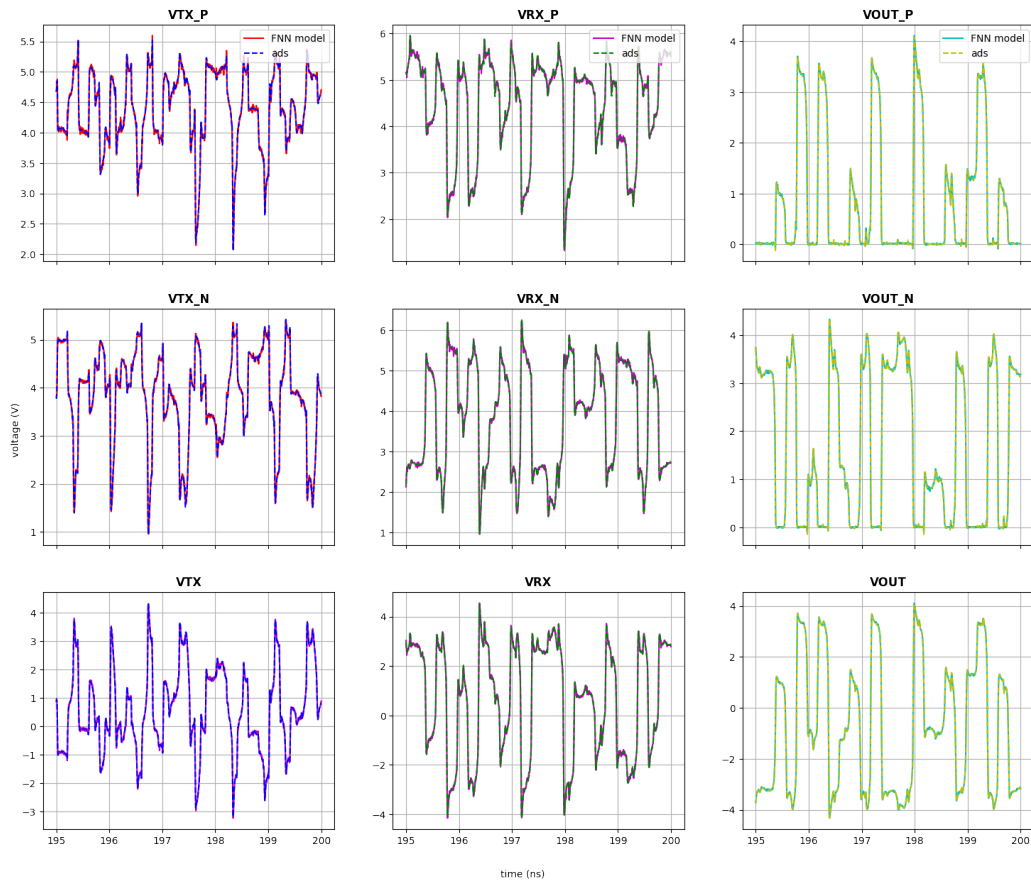 VTX_P
VRX_P
VOUT_P
FNN model
ads
FNN model
ads
FNN model
ads
5.5
5.0
4.5
4.0
3.5
3.0
2.5
2.0
6
5
4
3
2
4
3
2
1
0
VTX_N
VRX_N
VOUT_N
voltage (V)
5
4
3
2
1
6
5
4
3
2
1
4
3
2
1
0
VTX
VRX
VOUT
4
3
2
1
0
−1
−2
−3
4
2
0
−2
−4
4
2
0
−2
−4
195 196 197 198 199 200
195 196 197 198 199 200
195 196 197 198 199 200
time (ns)